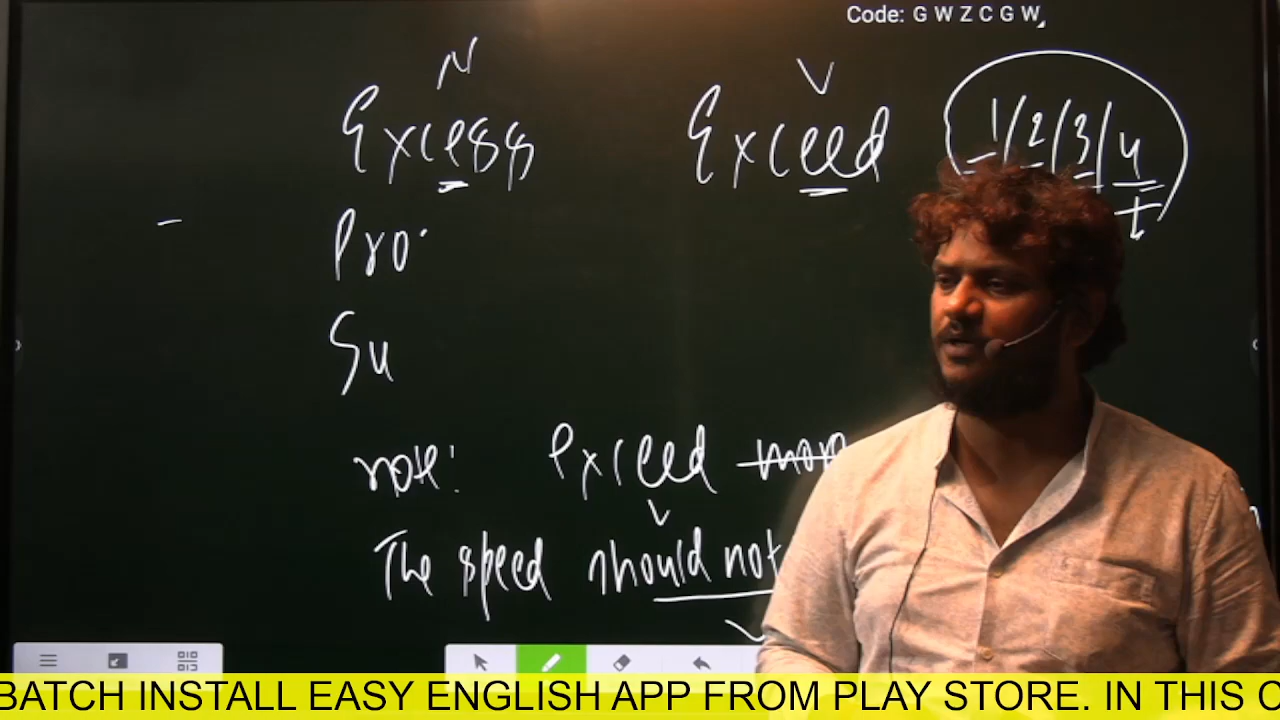 Code: G W Z C G W
N V
Excess Exceed 1/2/3/4
t
Pro
Su
note: exceed
V
The speed should not
BATCH INSTALL EASY ENGLISH APP FROM PLAY STORE. IN THIS C